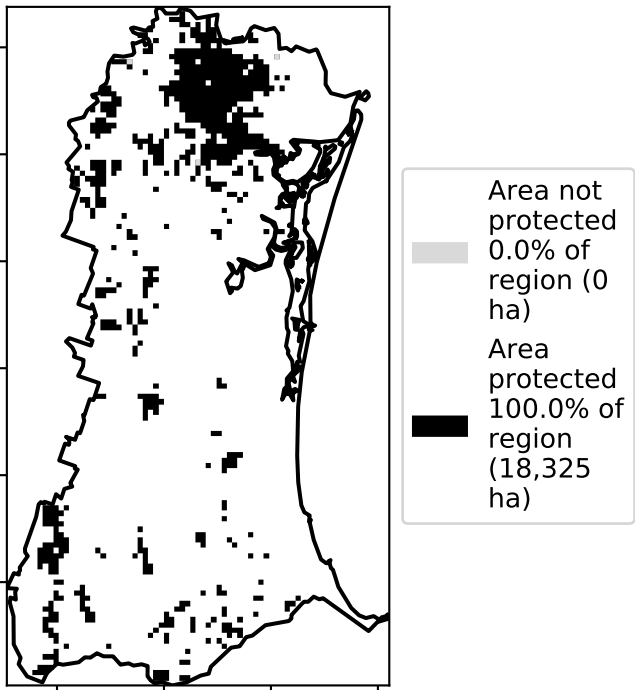 Area not
protected
0.0% of
region (0
ha)
Area
protected
100.0% of
region
(18,325
ha)